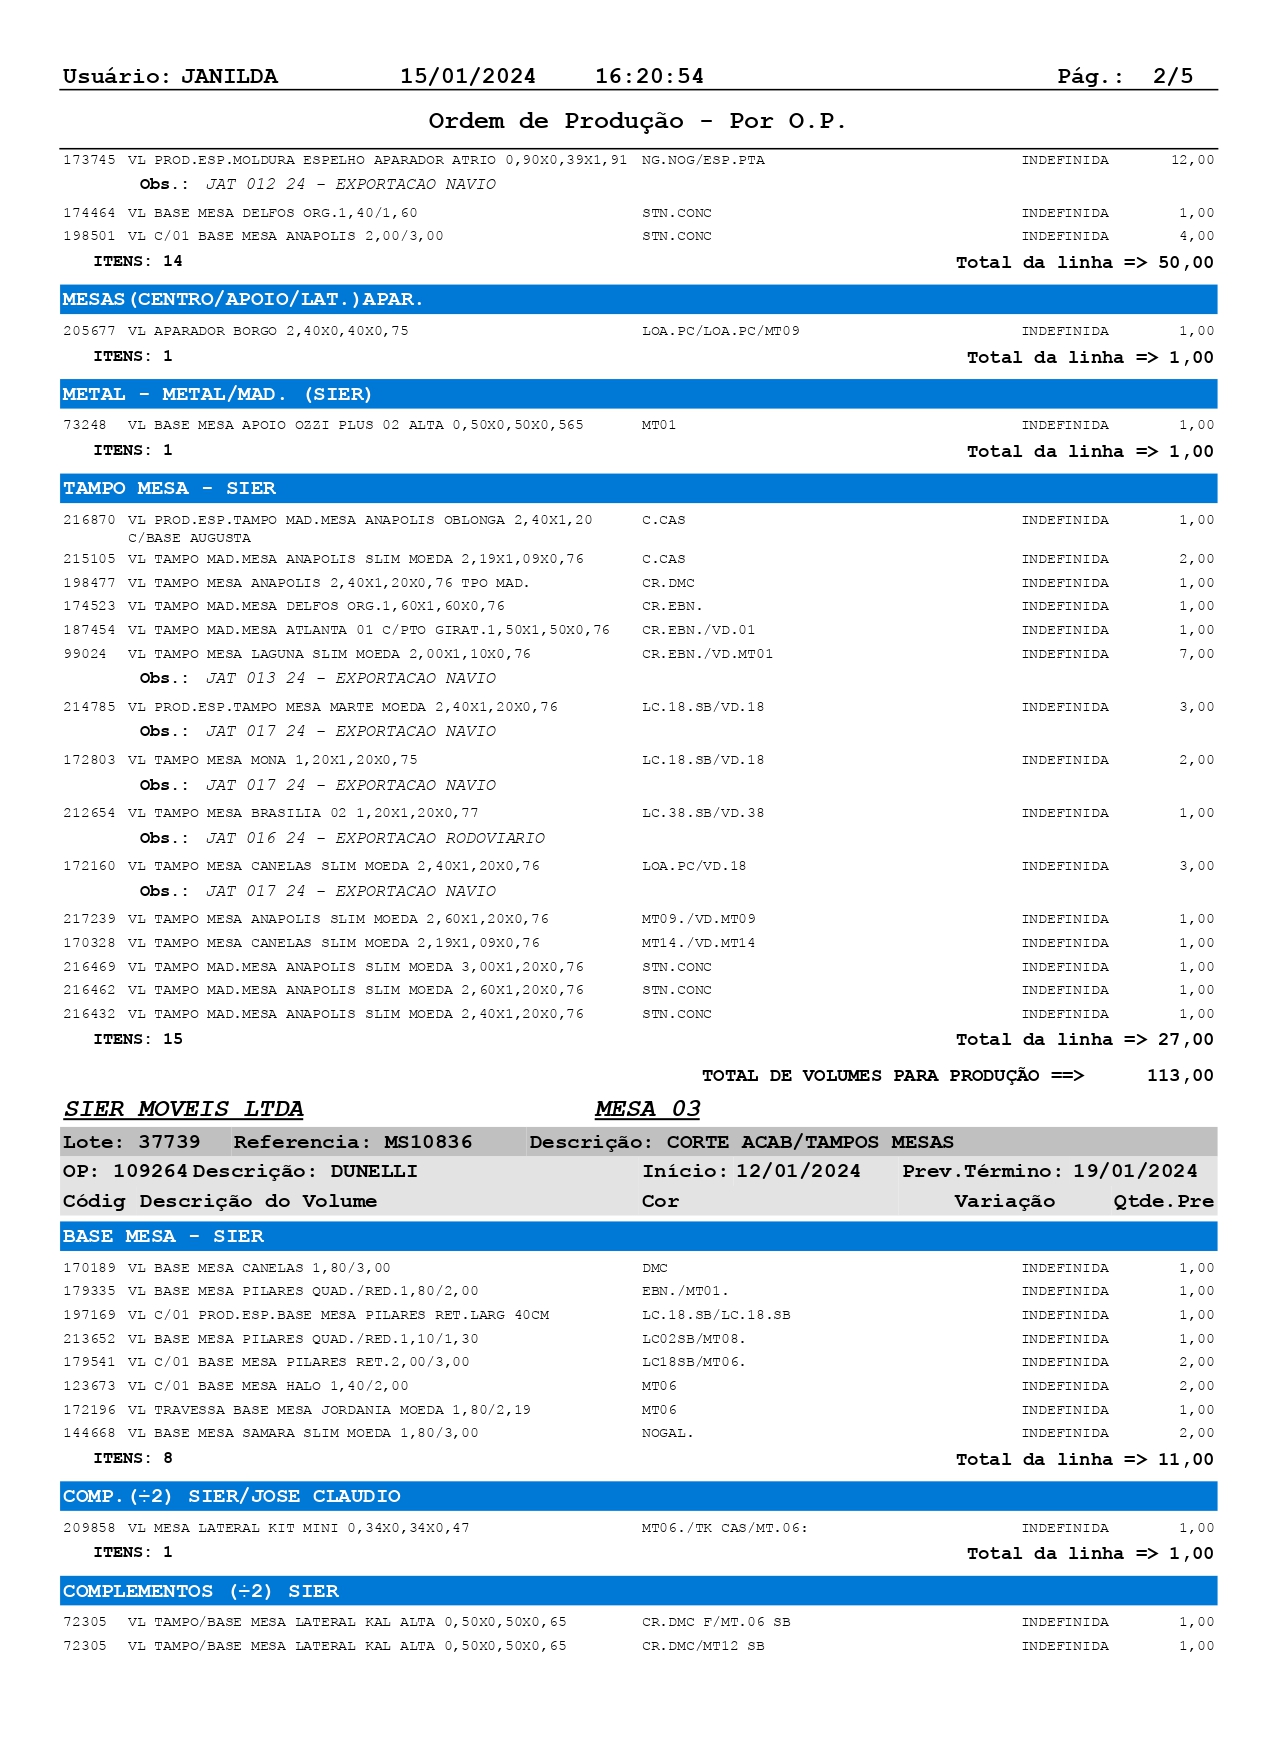 Usuário: JANILDA 15/01/2024 16:20:54 Pág.: 2/5
Ordem de Produção - Por O.P.
173745 VL PROD.ESP.MOLDURA ESPELHO APARADOR ATRIO 0,90X0,39X1,91 NG.NOG/ESP.PTA INDEFINIDA 12,00
Obs.: JAT 012 24 - EXPORTACAO NAVIO
174464 VL BASE MESA DELFOS ORG.1,40/1,60 STN.CONC INDEFINIDA 1,00
198501 VL C/01 BASE MESA ANAPOLIS 2,00/3,00 STN.CONC INDEFINIDA 4,00
ITENS: 14 Total da linha => 50,00
MESAS(CENTRO/APOIO/LAT.)APAR.
205677 VL APARADOR BORGO 2,40X0,40X0,75 LOA.PC/LOA.PC/MT09 INDEFINIDA 1,00
ITENS: 1 Total da linha => 1,00
METAL - METAL/MAD. (SIER)
73248 VL BASE MESA APOIO OZZI PLUS 02 ALTA 0,50X0,50X0,565 MT01 INDEFINIDA 1,00
ITENS: 1 Total da linha => 1,00
TAMPO MESA - SIER
216870 VL PROD.ESP.TAMPO MAD.MESA ANAPOLIS OBLONGA 2,40X1,20 C.CAS INDEFINIDA 1,00
C/BASE AUGUSTA
215105 VL TAMPO MAD.MESA ANAPOLIS SLIM MOEDA 2,19X1,09X0,76 C.CAS INDEFINIDA 2,00
198477 VL TAMPO MESA ANAPOLIS 2,40X1,20X0,76 TPO MAD. CR.DMC INDEFINIDA 1,00
174523 VL TAMPO MAD.MESA DELFOS ORG.1,60X1,60X0,76 CR.EBN. INDEFINIDA 1,00
187454 VL TAMPO MAD.MESA ATLANTA 01 C/PTO GIRAT.1,50X1,50X0,76 CR.EBN./VD.01 INDEFINIDA 1,00
99024 VL TAMPO MESA LAGUNA SLIM MOEDA 2,00X1,10X0,76 CR.EBN./VD.MT01 INDEFINIDA 7,00
Obs.: JAT 013 24 - EXPORTACAO NAVIO
214785 VL PROD.ESP.TAMPO MESA MARTE MOEDA 2,40X1,20X0,76 LC.18.SB/VD.18 INDEFINIDA 3,00
Obs.: JAT 017 24 - EXPORTACAO NAVIO
172803 VL TAMPO MESA MONA 1,20X1,20X0,75 LC.18.SB/VD.18 INDEFINIDA 2,00
Obs.: JAT 017 24 - EXPORTACAO NAVIO
212654 VL TAMPO MESA BRASILIA 02 1,20X1,20X0,77 LC.38.SB/VD.38 INDEFINIDA 1,00
Obs.: JAT 016 24 - EXPORTACAO RODOVIARIO
172160 VL TAMPO MESA CANELAS SLIM MOEDA 2,40X1,20X0,76 LOA.PC/VD.18 INDEFINIDA 3,00
Obs.: JAT 017 24 - EXPORTACAO NAVIO
217239 VL TAMPO MESA ANAPOLIS SLIM MOEDA 2,60X1,20X0,76 MT09./VD.MT09 INDEFINIDA 1,00
170328 VL TAMPO MESA CANELAS SLIM MOEDA 2,19X1,09X0,76 MT14./VD.MT14 INDEFINIDA 1,00
216469 VL TAMPO MAD.MESA ANAPOLIS SLIM MOEDA 3,00X1,20X0,76 STN.CONC INDEFINIDA 1,00
216462 VL TAMPO MAD.MESA ANAPOLIS SLIM MOEDA 2,60X1,20X0,76 STN.CONC INDEFINIDA 1,00
216432 VL TAMPO MAD.MESA ANAPOLIS SLIM MOEDA 2,40X1,20X0,76 STN.CONC INDEFINIDA 1,00
ITENS: 15 Total da linha => 27,00
TOTAL DE VOLUMES PARA PRODUÇÃO ==> 113,00
SIER MOVEIS LTDA MESA 03
Lote: 37739 Referencia: MS10836 Descrição: CORTE ACAB/TAMPOS MESAS
OP: 109264 Descrição: DUNELLI Início: 12/01/2024 Prev.Término: 19/01/2024
Códig Descrição do Volume Cor Variação Qtde.Pre
BASE MESA - SIER
170189 VL BASE MESA CANELAS 1,80/3,00 DMC INDEFINIDA 1,00
179335 VL BASE MESA PILARES QUAD./RED.1,80/2,00 EBN./MT01. INDEFINIDA 1,00
197169 VL C/01 PROD.ESP.BASE MESA PILARES RET.LARG 40CM LC.18.SB/LC.18.SB INDEFINIDA 1,00
213652 VL BASE MESA PILARES QUAD./RED.1,10/1,30 LC02SB/MT08. INDEFINIDA 1,00
179541 VL C/01 BASE MESA PILARES RET.2,00/3,00 LC18SB/MT06. INDEFINIDA 2,00
123673 VL C/01 BASE MESA HALO 1,40/2,00 MT06 INDEFINIDA 2,00
172196 VL TRAVESSA BASE MESA JORDANIA MOEDA 1,80/2,19 MT06 INDEFINIDA 1,00
144668 VL BASE MESA SAMARA SLIM MOEDA 1,80/3,00 NOGAL. INDEFINIDA 2,00
ITENS: 8 Total da linha => 11,00
COMP.(÷2) SIER/JOSE CLAUDIO
209858 VL MESA LATERAL KIT MINI 0,34X0,34X0,47 MT06./TK CAS/MT.06: INDEFINIDA 1,00
ITENS: 1 Total da linha => 1,00
COMPLEMENTOS (÷2) SIER
72305 VL TAMPO/BASE MESA LATERAL KAL ALTA 0,50X0,50X0,65 CR.DMC F/MT.06 SB INDEFINIDA 1,00
72305 VL TAMPO/BASE MESA LATERAL KAL ALTA 0,50X0,50X0,65 CR.DMC/MT12 SB INDEFINIDA 1,00